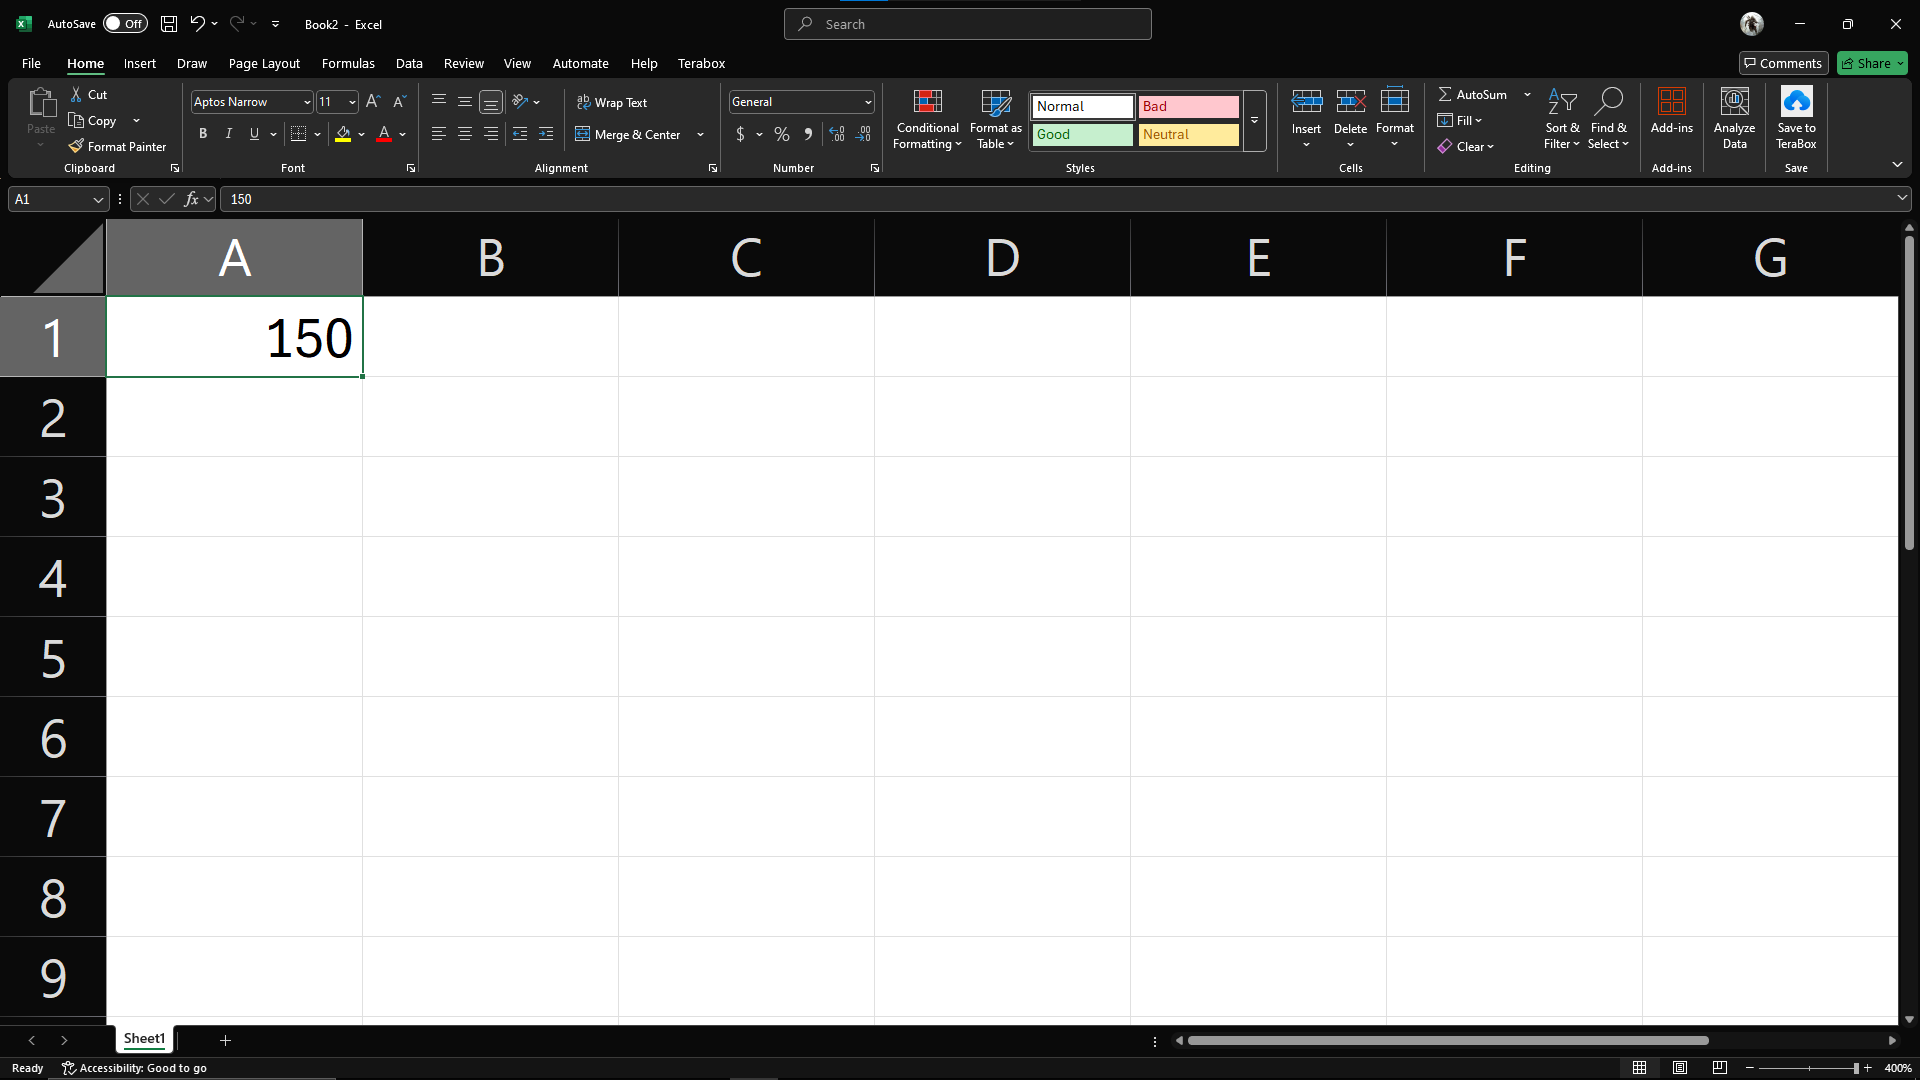 AutoSave Off Book2 - Excel Search
File Home Insert Draw Page Layout Formulas Data Review View Automate Help Terabox Comments Share
Paste Cut Copy Format Painter Clipboard
Aptos Narrow 11 B I U A Font
Wrap Text Merge & Center Alignment
General $ % Number
Conditional Formatting Format as Table Normal Bad Good Neutral Styles
Insert Delete Format Cells
AutoSum Fill Clear Sort & Filter Find & Select Editing
Add-ins Add-ins
Analyze Data
Save to TeraBox Save
A1 fx 150
A B C D E F G
1 150
2
3
4
5
6
7
8
9
Sheet1
Ready Accessibility: Good to go 400%